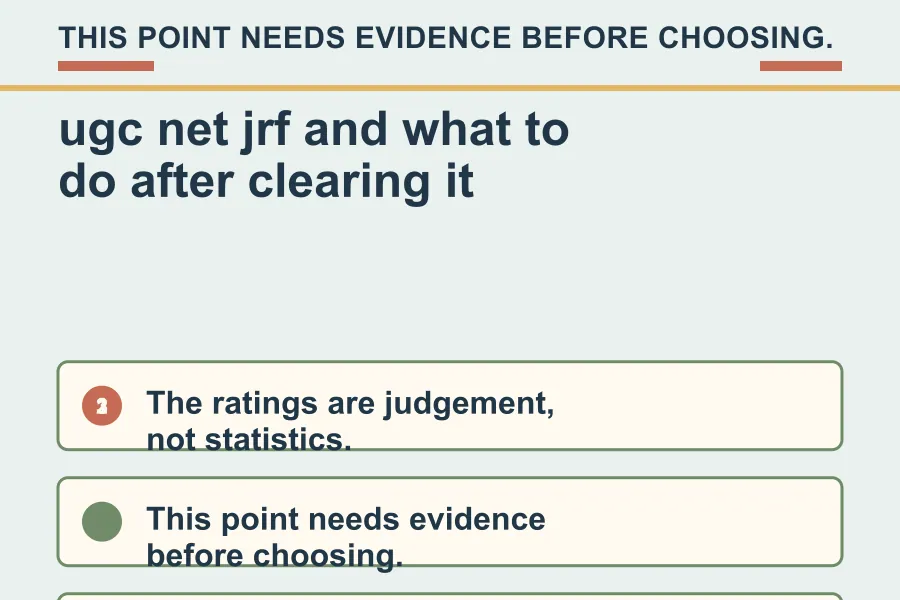 THIS POINT NEEDS EVIDENCE BEFORE CHOOSING.
ugc net jrf and what to
do after clearing it
The ratings are judgement,
not statistics.
This point needs evidence
before choosing.